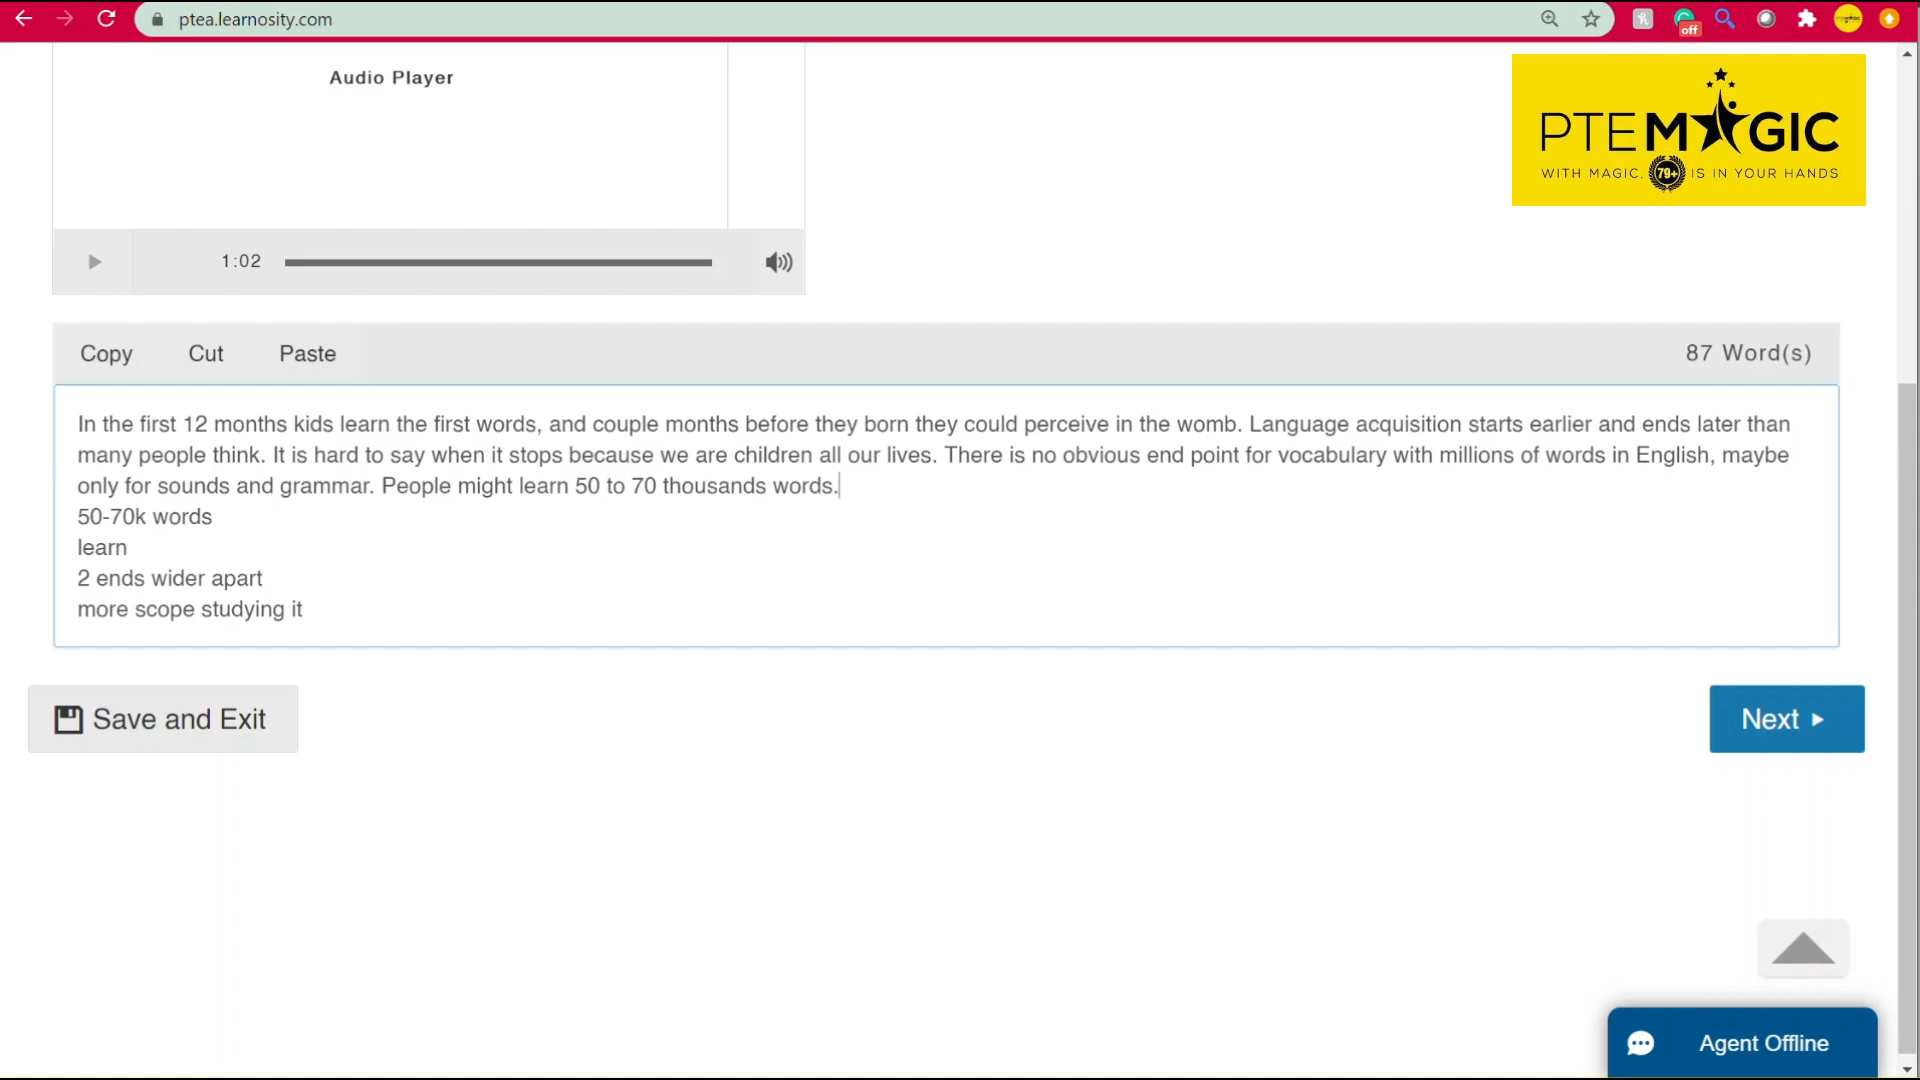 ptea.learnosity.com
off
Audio Player
PTE MAGIC
WITH MAGIC, 79+ IS IN YOUR HANDS
1:02
Copy Cut Paste 87 Word(s)
In the first 12 months kids learn the first words, and couple months before they born they could perceive in the womb. Language acquisition starts earlier and ends later than
many people think. It is hard to say when it stops because we are children all our lives. There is no obvious end point for vocabulary with millions of words in English, maybe
only for sounds and grammar. People might learn 50 to 70 thousands words.
50-70k words
learn
2 ends wider apart
more scope studying it
Save and Exit
Next
Agent Offline